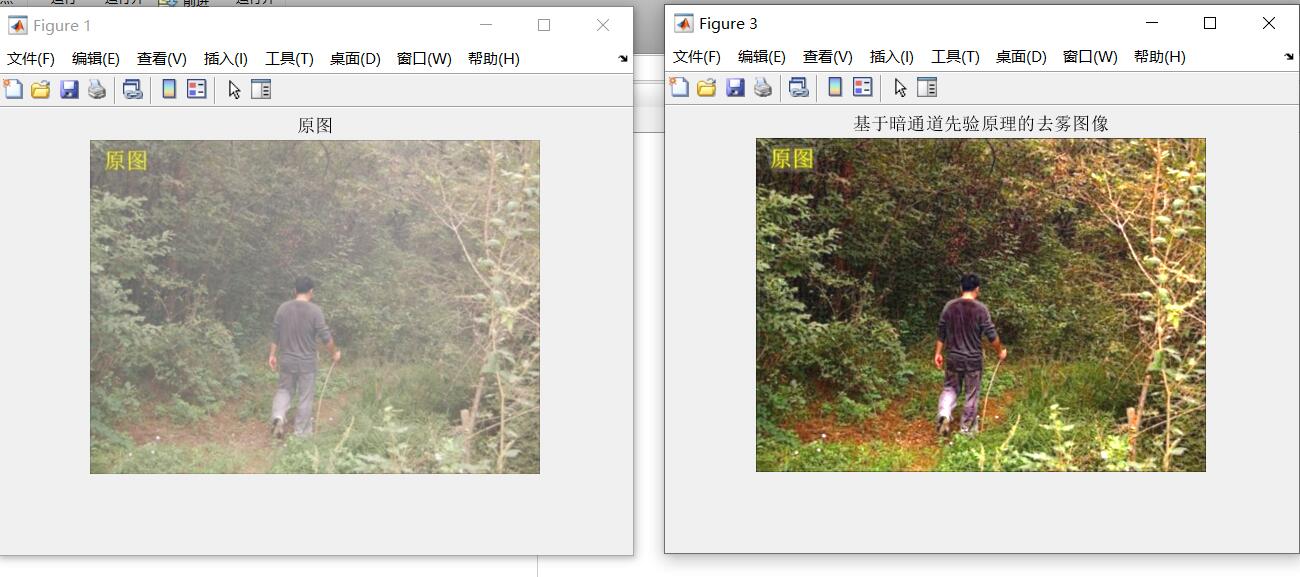 Figure 1
文件(F) 编辑(E) 查看(V) 插入(I) 工具(T) 桌面(D) 窗口(W) 帮助(H)
原图
原图
Figure 3
文件(F) 编辑(E) 查看(V) 插入(I) 工具(T) 桌面(D) 窗口(W) 帮助(H)
基于暗通道先验原理的去雾图像
原图